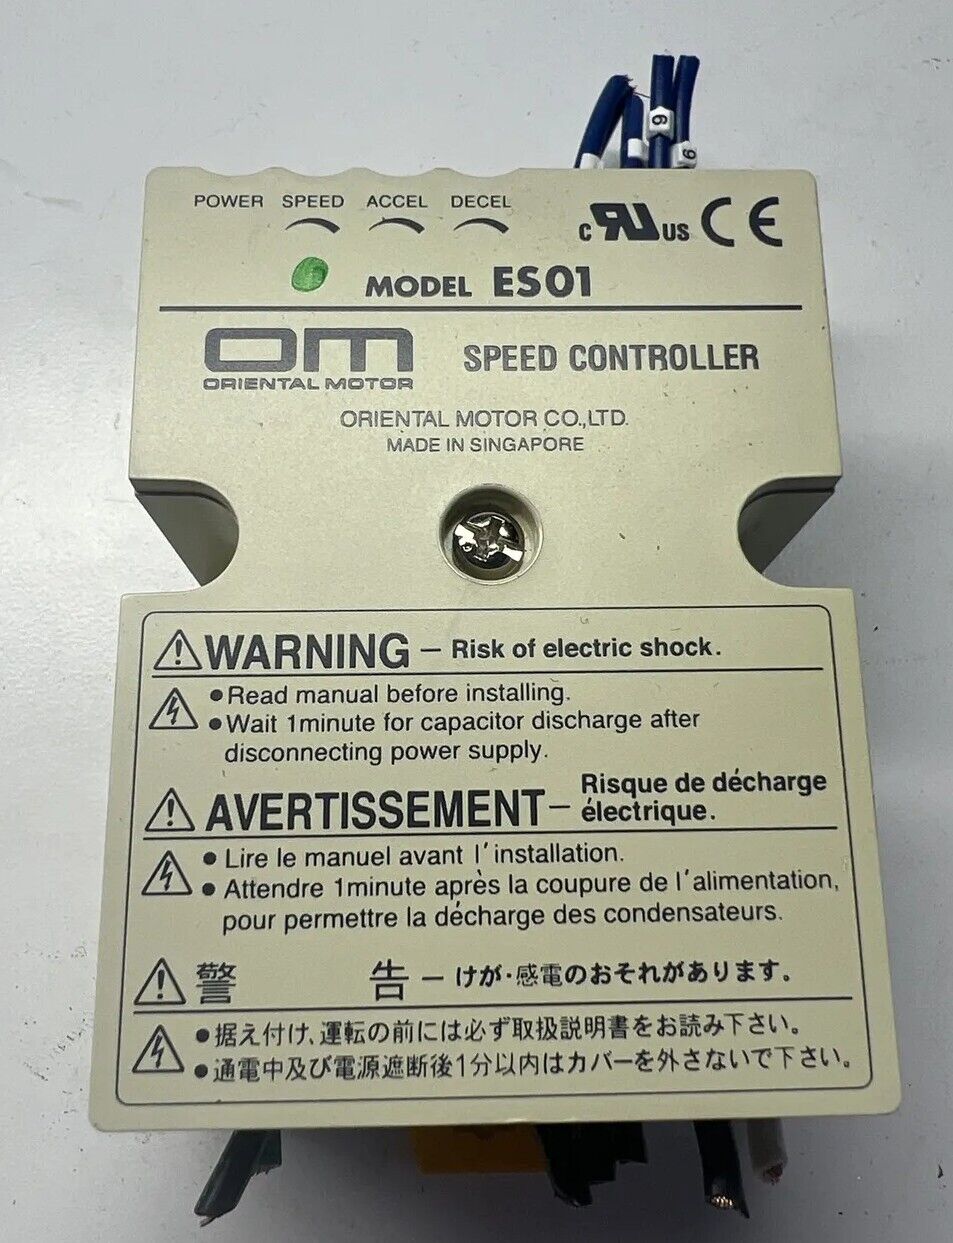 6
9
POWER SPEED ACCEL DECEL
c RU US CE
MODEL ES01
OM
ORIENTAL MOTOR
SPEED CONTROLLER
ORIENTAL MOTOR CO.,LTD.
MADE IN SINGAPORE
WARNING – Risk of electric shock.
●Read manual before installing.
●Wait 1minute for capacitor discharge after
disconnecting power supply.
AVERTISSEMENT – Risque de décharge
électrique.
●Lire le manuel avant l'installation.
●Attendre 1minute après la coupure de l'alimentation,
pour permettre la décharge des condensateurs.
警 告 – けが・感電のおそれがあります。
●据え付け、運転の前には必ず取扱説明書をお読み下さい。
●通電中及び電源遮断後1分以内はカバーを外さないで下さい。